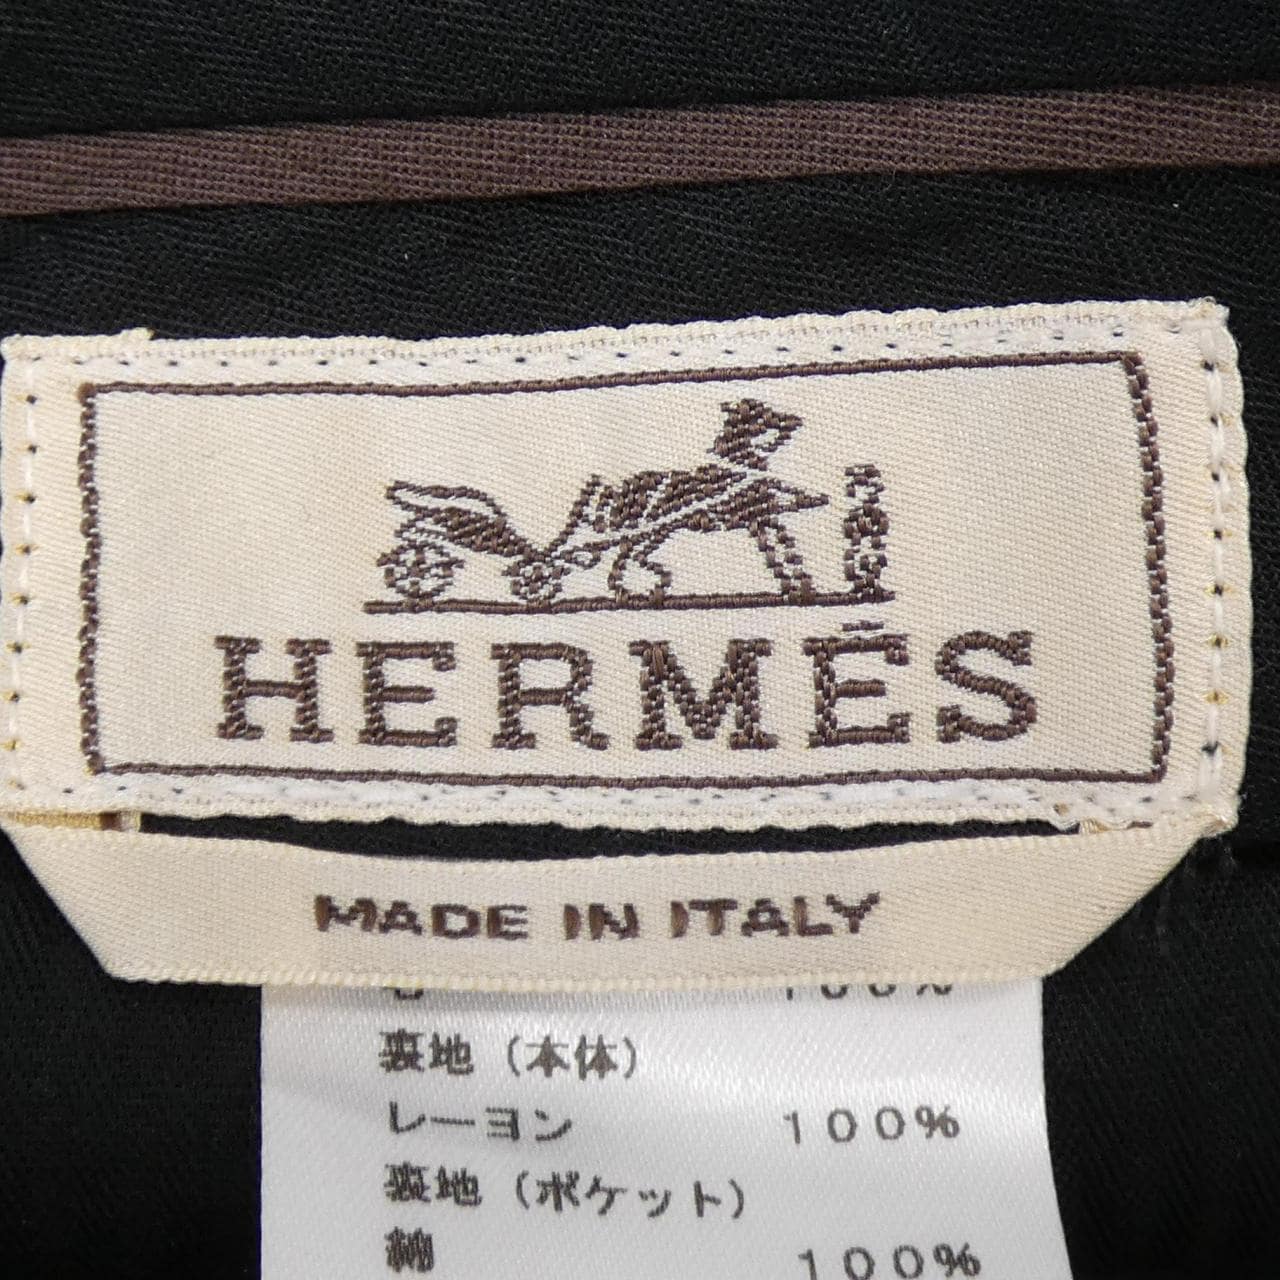 HERMÈS
MADE IN ITALY
100%
裏地（本体）
レーヨン 100%
裏地（ポケット）
綿 100%